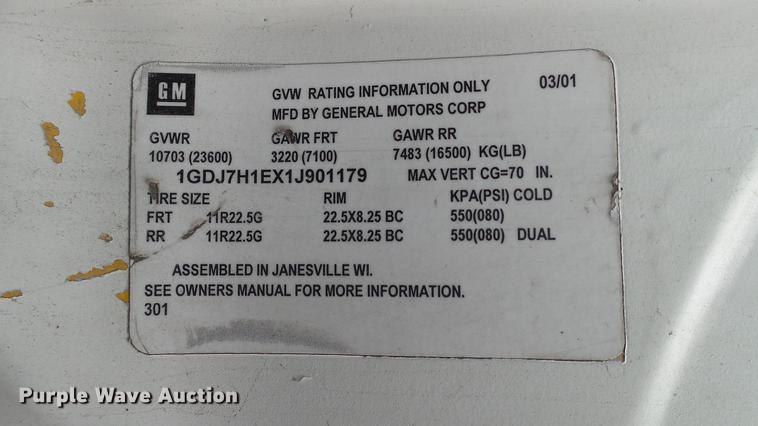 GM
GVW RATING INFORMATION ONLY 03/01
MFD BY GENERAL MOTORS CORP
GVWR GAWR FRT GAWR RR
10703 (23600) 3220 (7100) 7483 (16500) KG(LB)
1GDJ7H1EX1J901179 MAX VERT CG=70 IN.
TIRE SIZE RIM KPA(PSI) COLD
FRT 11R22.5G 22.5X8.25 BC 550(080)
RR 11R22.5G 22.5X8.25 BC 550(080) DUAL
ASSEMBLED IN JANESVILLE WI.
SEE OWNERS MANUAL FOR MORE INFORMATION.
301
Purple Wave Auction